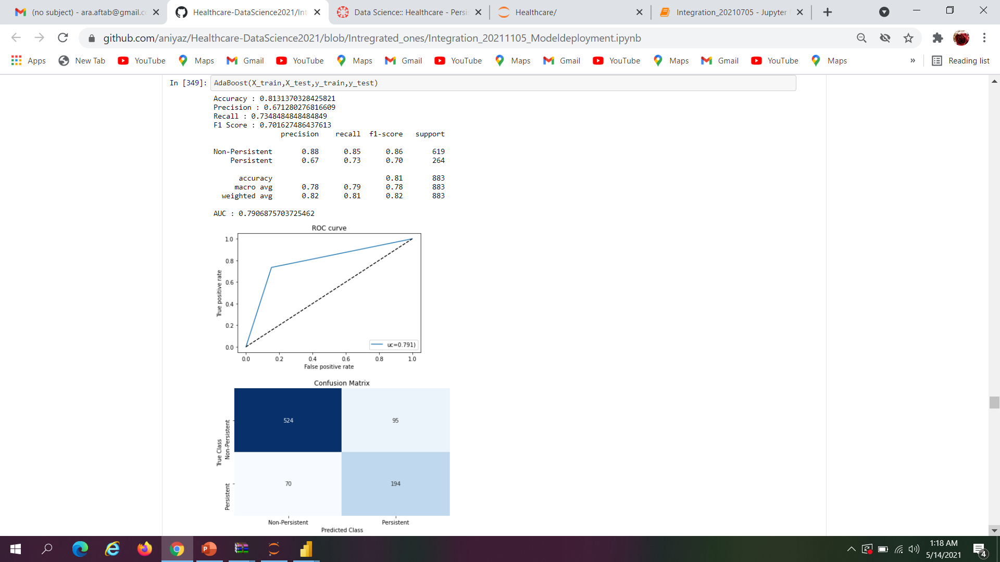 (no subject) - ara.aftab@gmail.c
Healthcare-DataScience2021/Int
Data Science:: Healthcare - Persis
Healthcare/
Integration_20210705 - Jupyter
github.com/aniyaz/Healthcare-DataScience2021/blob/Intregrated_ones/Integration_20211105_Modeldeployment.ipynb
Apps New Tab YouTube Maps Gmail YouTube Maps Gmail YouTube Maps Gmail YouTube Maps Gmail YouTube Maps » Reading list
In [349]: AdaBoost(X_train,X_test,y_train,y_test)
Accuracy : 0.8131370328425821
Precision : 0.671280276816609
Recall : 0.7348484848484849
F1 Score : 0.701627486437613
precision recall f1-score support
Non-Persistent 0.88 0.85 0.86 619
Persistent 0.67 0.73 0.70 264
accuracy 0.81 883
macro avg 0.78 0.79 0.78 883
weighted avg 0.82 0.81 0.82 883
AUC : 0.7906875703725462
ROC curve
1.0
0.8
0.6
0.4
0.2
0.0
True positive rate
uc=0.791)
0.0 0.2 0.4 0.6 0.8 1.0
False positive rate
Confusion Matrix
524 95
70 194
True Class
Non-Persistent
Persistent
Non-Persistent Persistent
Predicted Class
1:18 AM
5/14/2021
4